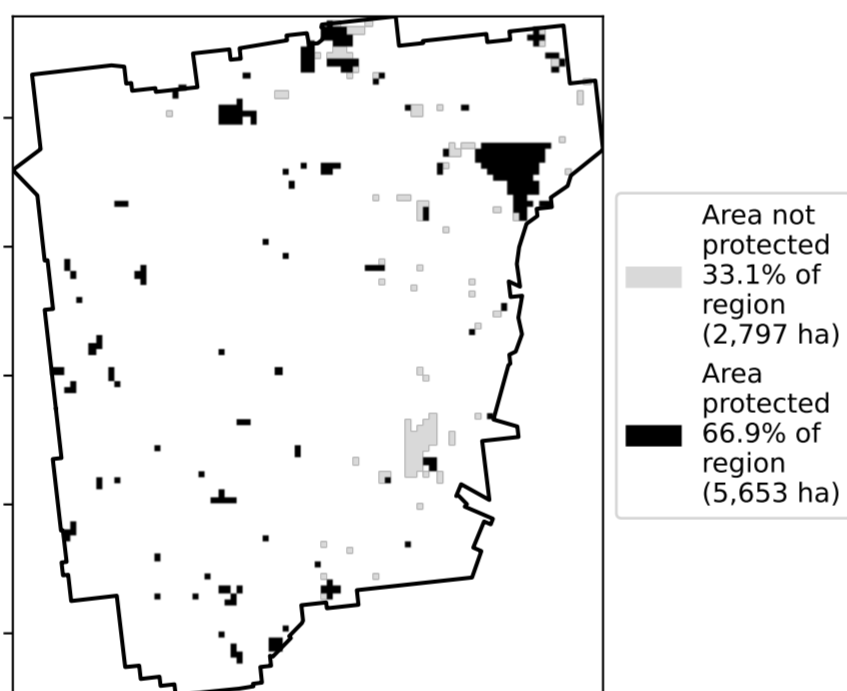 Area not
protected
33.1% of
region
(2,797 ha)
Area
protected
66.9% of
region
(5,653 ha)